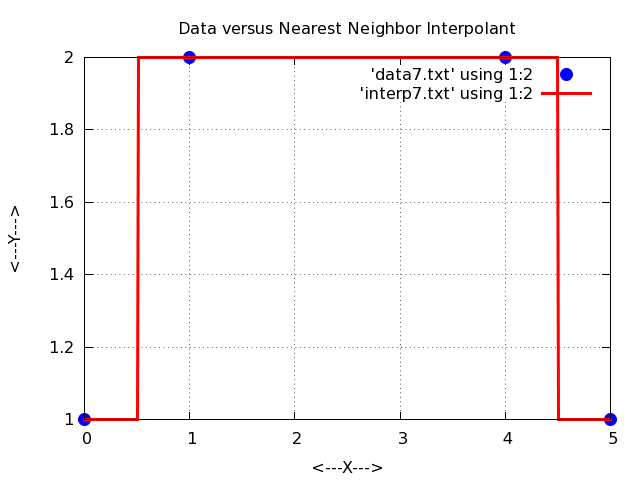 Data versus Nearest Neighbor Interpolant
2
'data7.txt' using 1:2
'interp7.txt' using 1:2
1.8
1.6
<---Y--->
1.4
1.2
1
0 1 2 3 4 5
<---X--->